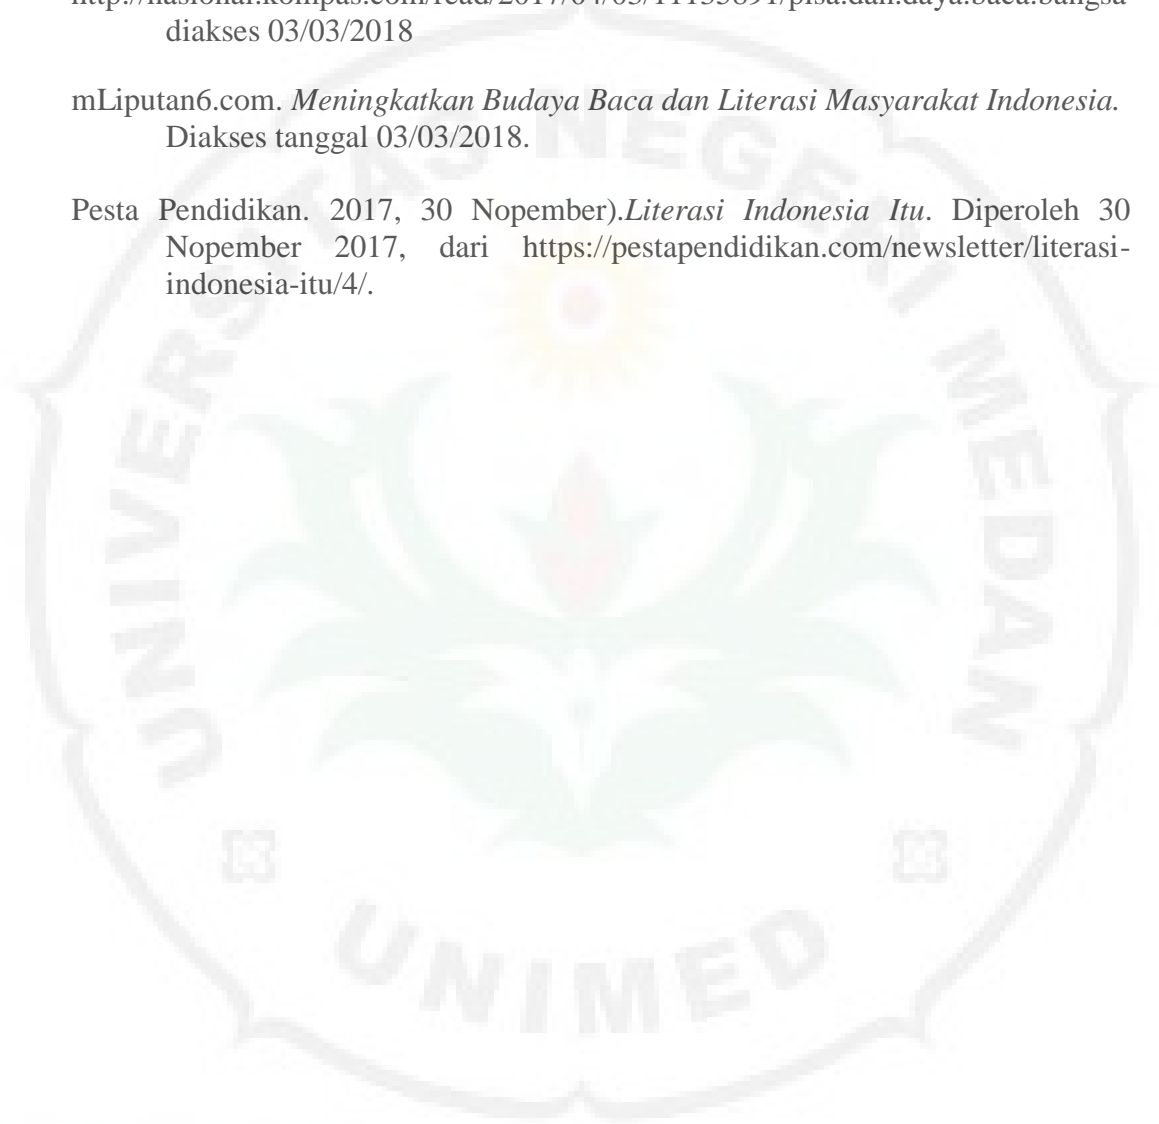 diakses 03/03/2018
mLiputan6.com. Meningkatkan Budaya Baca dan Literasi Masyarakat Indonesia.
Diakses tanggal 03/03/2018.
Pesta Pendidikan. 2017, 30 Nopember).Literasi Indonesia Itu. Diperoleh 30
Nopember 2017, dari https://pestapendidikan.com/newsletter/literasi-
indonesia-itu/4/.
UNIVERSITAS NEGERI MEDAN
UNIMED